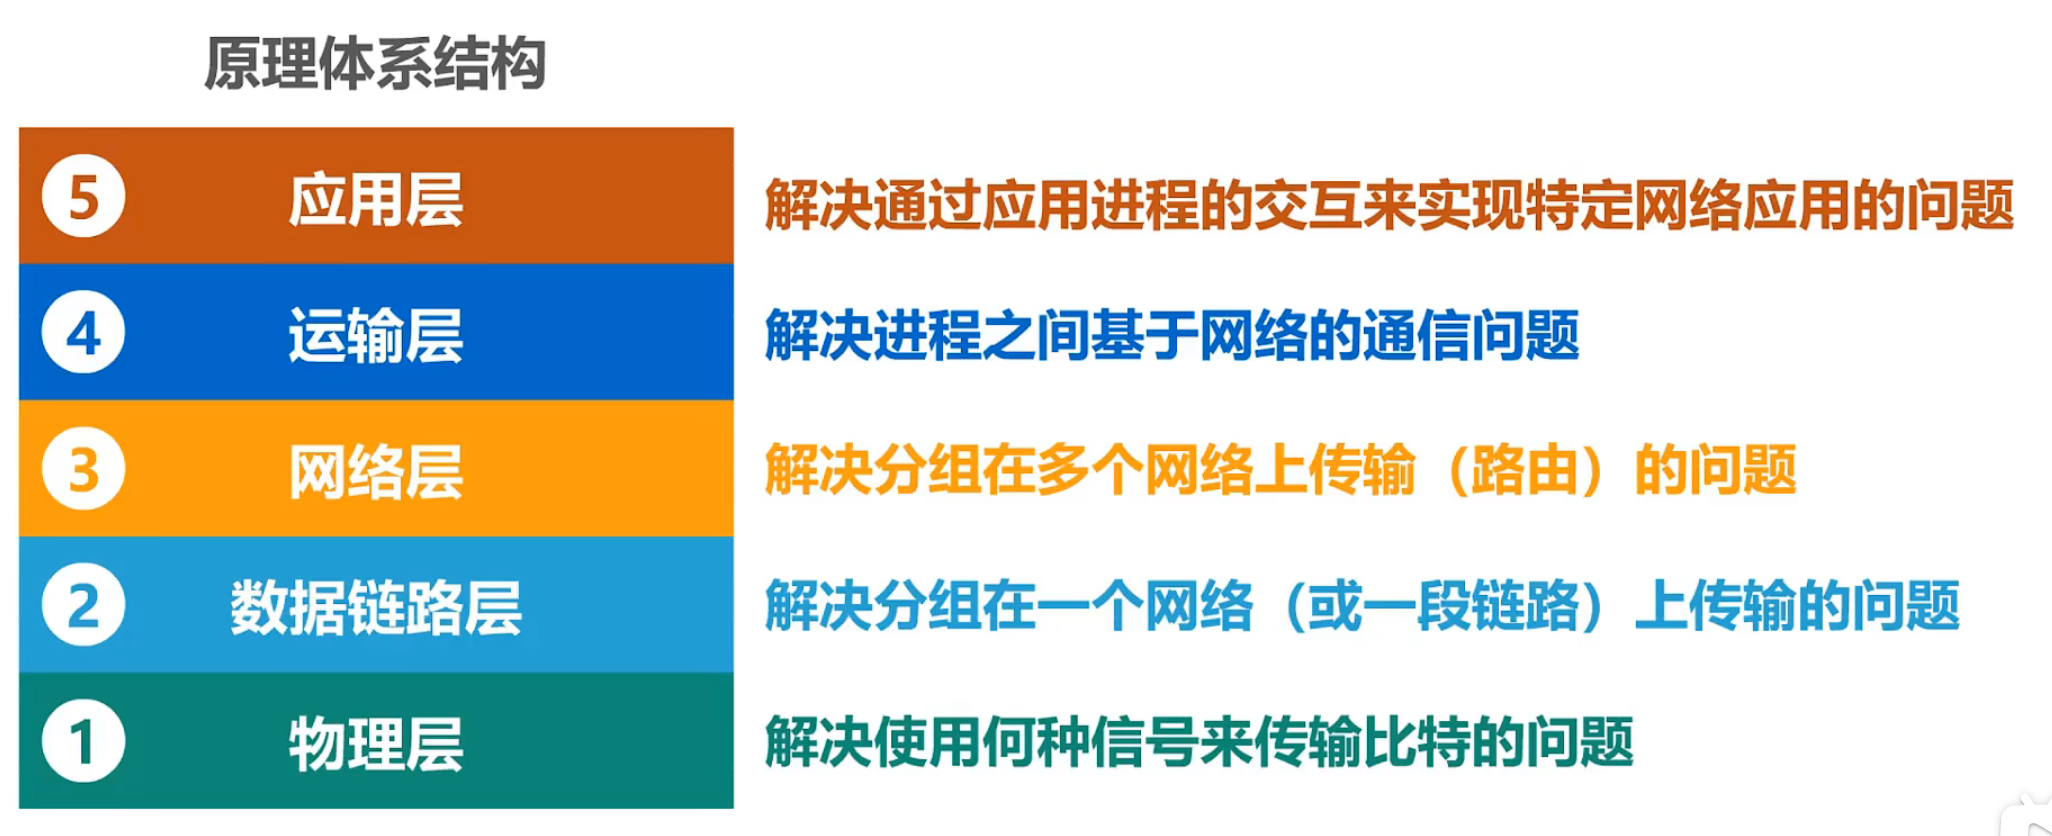 原理体系结构
5 应用层 解决通过应用进程的交互来实现特定网络应用的问题
4 运输层 解决进程之间基于网络的通信问题
3 网络层 解决分组在多个网络上传输（路由）的问题
2 数据链路层 解决分组在一个网络（或一段链路）上传输的问题
1 物理层 解决使用何种信号来传输比特的问题